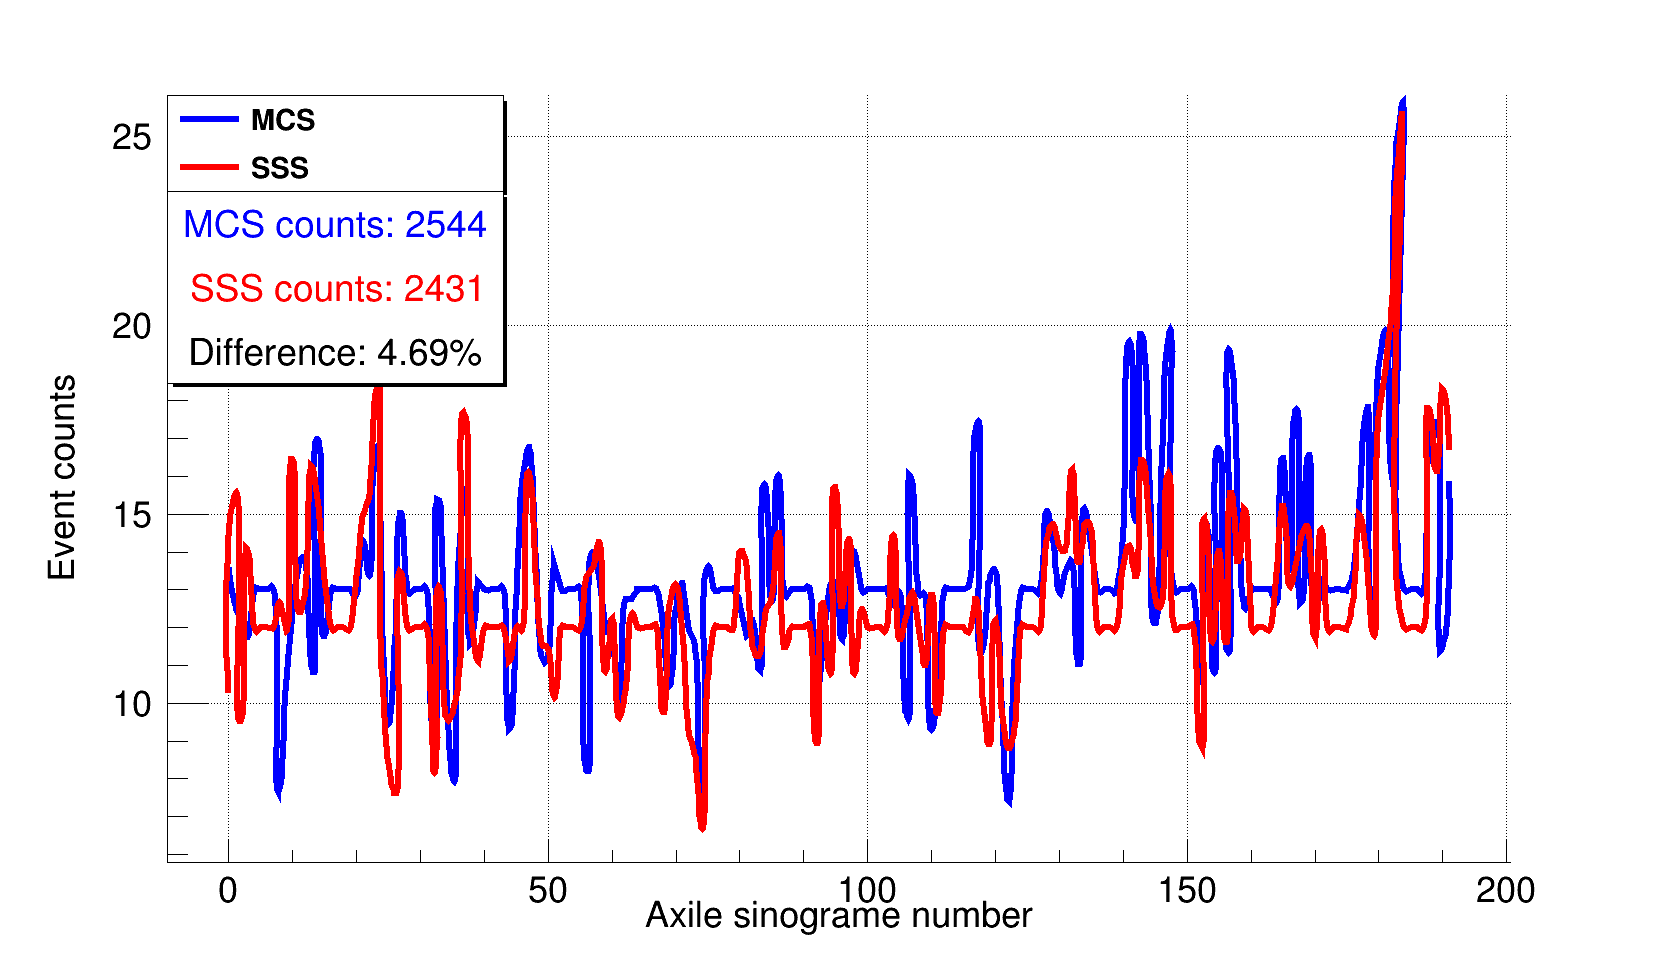 MCS
SSS
MCS counts: 2544
SSS counts: 2431
Difference: 4.69%
25
20
15
10
Event counts
0 50 100 150 200
Axile sinograme number